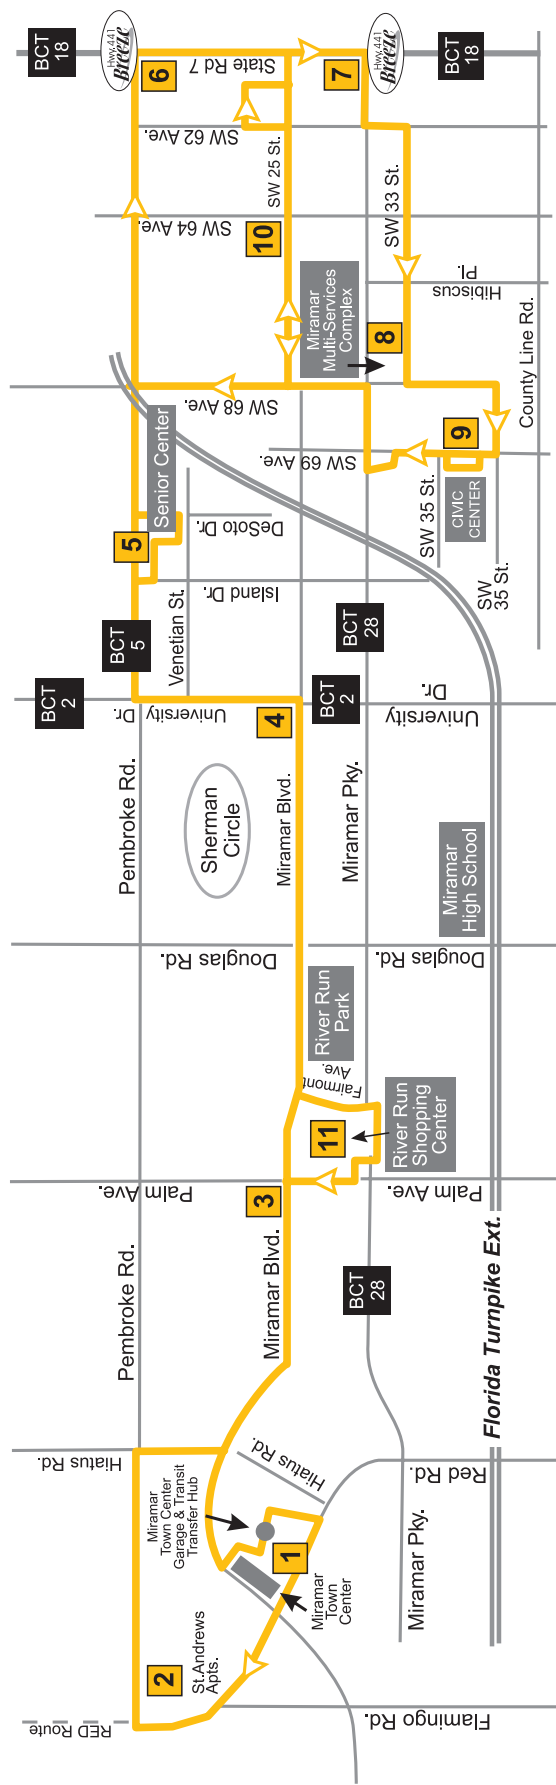 BCT
18
Hwy.441
Breeze
6
State Rd 7
7
Hwy.441
Breeze
BCT
18
SW 62 Ave.
SW 25 St.
SW 33 St.
SW 64 Ave.
10
Hibiscus
Pl.
Miramar
Multi-Services
Complex
8
County Line Rd.
SW 68 Ave.
Senior Center
SW 69 Ave.
9
CIVIC
CENTER
SW 35 St.
SW
35 St.
5
DeSoto Dr.
Island Dr.
Venetian St.
BCT
5
BCT
28
BCT
2
University
Dr.
4
BCT
2
University
Dr.
Pembroke Rd.
Sherman
Circle
Miramar Blvd.
Miramar Pky.
Miramar
High School
Douglas Rd.
Douglas Rd.
River Run
Park
Fairmont
Ave.
11
River Run
Shopping
Center
Palm Ave.
3
Palm Ave.
Pembroke Rd.
Miramar Blvd.
BCT
28
Florida Turnpike Ext.
Hiatus Rd.
Hiatus Rd.
Red Rd.
Miramar
Town Center
Garage & Transit
Transfer Hub
1
Miramar
Town
Center
Miramar Pky.
2
St.Andrews
Apts.
RED Route
Flamingo Rd.